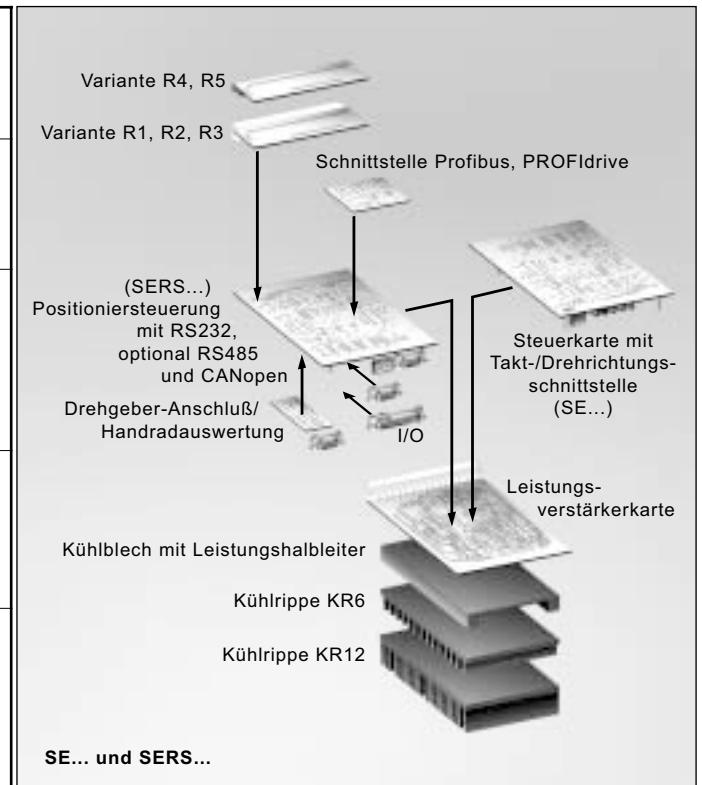 Variante R4, R5
Variante R1, R2, R3
Schnittstelle Profibus, PROFIdrive
(SERS...)
Positioniersteuerung
mit RS232,
optional RS485
und CANopen
Steuerkarte mit
Takt-/Drehrichtungs-
schnittstelle
(SE...)
Drehgeber-Anschluß/
Handradauswertung
I/O
Leistungs-
verstärkerkarte
Kühlblech mit Leistungshalbleiter
Kühlrippe KR6
Kühlrippe KR12
SE... und SERS...